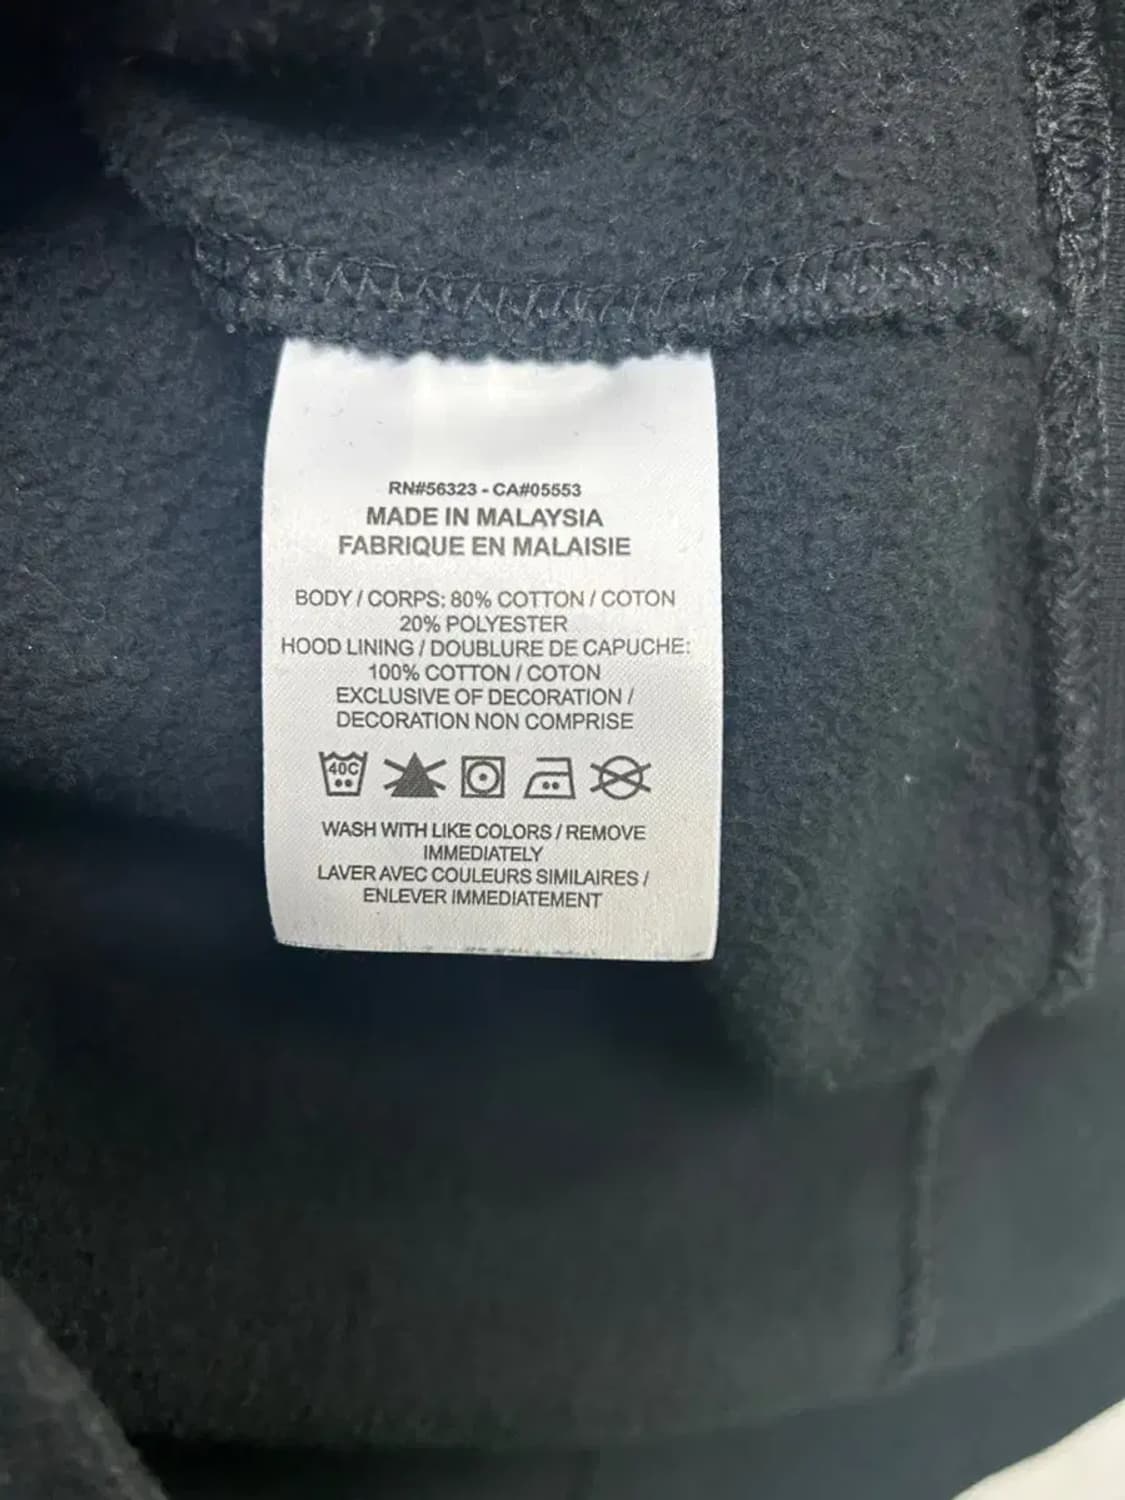 RN#56323 - CA#05553
MADE IN MALAYSIA
FABRIQUE EN MALAISIE
BODY / CORPS: 80% COTTON / COTON
20% POLYESTER
HOOD LINING / DOUBLURE DE CAPUCHE:
100% COTTON / COTON
EXCLUSIVE OF DECORATION /
DECORATION NON COMPRISE
40C
WASH WITH LIKE COLORS / REMOVE
IMMEDIATELY
LAVER AVEC COULEURS SIMILAIRES /
ENLEVER IMMEDIATEMENT